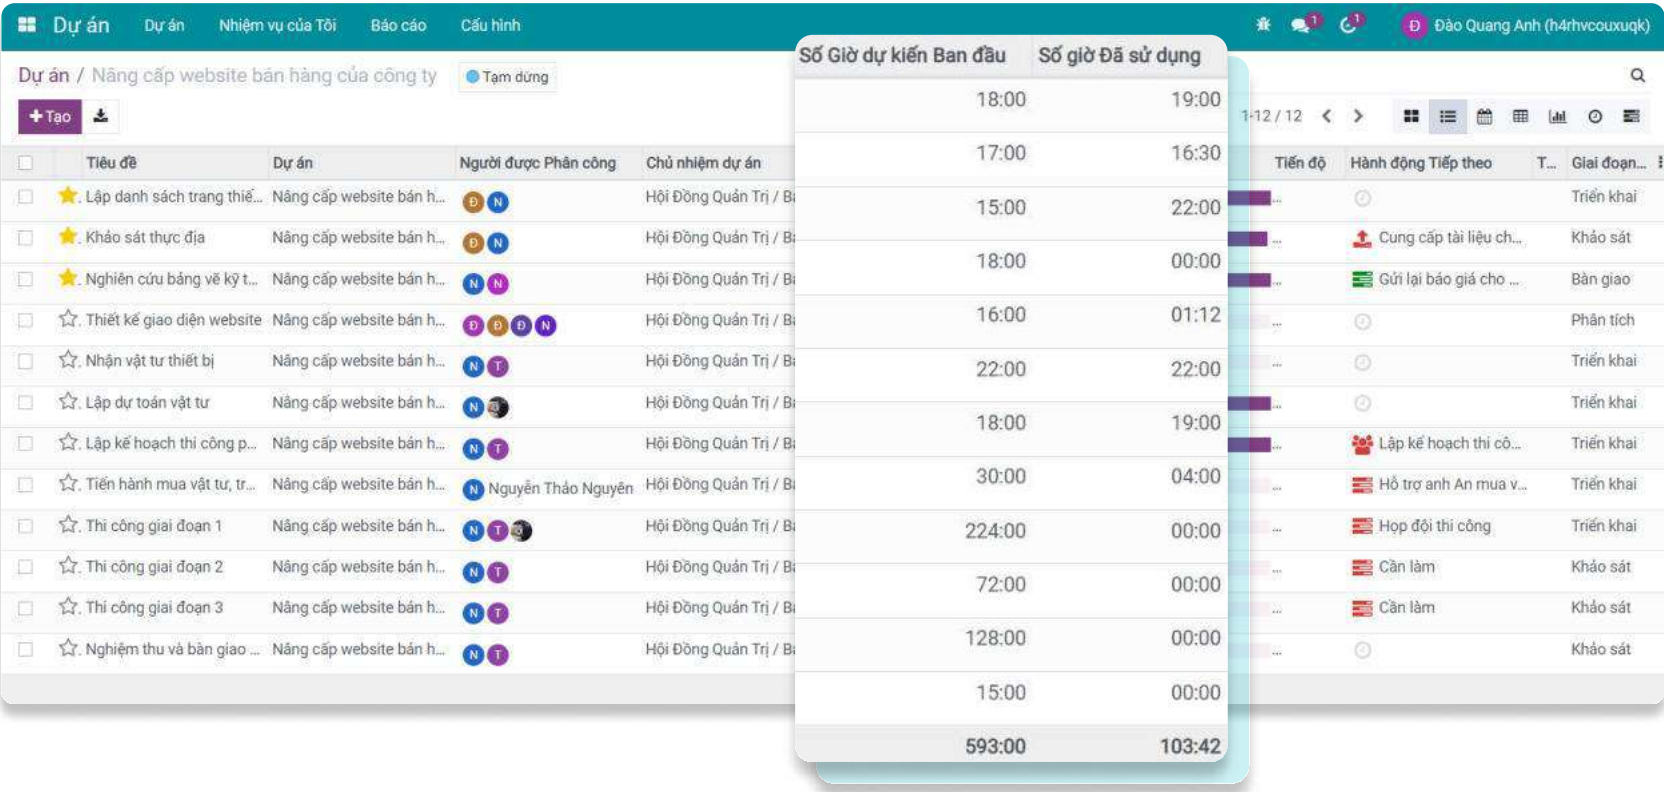 Dự án Dự án Nhiệm vụ của Tôi Báo cáo Cấu hình 1 1 Đ Đào Quang Anh (h4rhvcouxuqk)
Dự án / Nâng cấp website bán hàng của công ty Tạm dừng
+Tạo 1-12 / 12
Tiêu đề Dự án Người được Phân công Chủ nhiệm dự án Tiến độ Hành động Tiếp theo T... Giai đoạn...
Lập danh sách trang thiế... Nâng cấp website bán h... Đ N Hội Đồng Quản Trị / Ba ... Triển khai
Khảo sát thực địa Nâng cấp website bán h... Đ N Hội Đồng Quản Trị / Ba ... Cung cấp tài liệu ch... Khảo sát
Nghiên cứu bảng vẽ kỹ t... Nâng cấp website bán h... N N Hội Đồng Quản Trị / Ba ... Gửi lại báo giá cho ... Bàn giao
Thiết kế giao diện website Nâng cấp website bán h... Đ Đ Đ N Hội Đồng Quản Trị / Ba ... Phân tích
Nhận vật tư thiết bị Nâng cấp website bán h... N T Hội Đồng Quản Trị / Ba ... Triển khai
Lập dự toán vật tư Nâng cấp website bán h... N Hội Đồng Quản Trị / Ba ... Triển khai
Lập kế hoạch thi công p... Nâng cấp website bán h... N T Hội Đồng Quản Trị / Ba ... Lập kế hoạch thi cô... Triển khai
Tiến hành mua vật tư, tr... Nâng cấp website bán h... N Nguyễn Thảo Nguyên Hội Đồng Quản Trị / Ba ... Hỗ trợ anh An mua v... Triển khai
Thi công giai đoạn 1 Nâng cấp website bán h... N T Hội Đồng Quản Trị / Ba ... Họp đội thi công Triển khai
Thi công giai đoạn 2 Nâng cấp website bán h... N T Hội Đồng Quản Trị / Ba ... Cần làm Khảo sát
Thi công giai đoạn 3 Nâng cấp website bán h... N T Hội Đồng Quản Trị / Ba ... Cần làm Khảo sát
Nghiệm thu và bàn giao ... Nâng cấp website bán h... N T Hội Đồng Quản Trị / Ba ... Khảo sát
Số Giờ dự kiến Ban đầu Số giờ Đã sử dụng
18:00 19:00
17:00 16:30
15:00 22:00
18:00 00:00
16:00 01:12
22:00 22:00
18:00 19:00
30:00 04:00
224:00 00:00
72:00 00:00
128:00 00:00
15:00 00:00
593:00 103:42